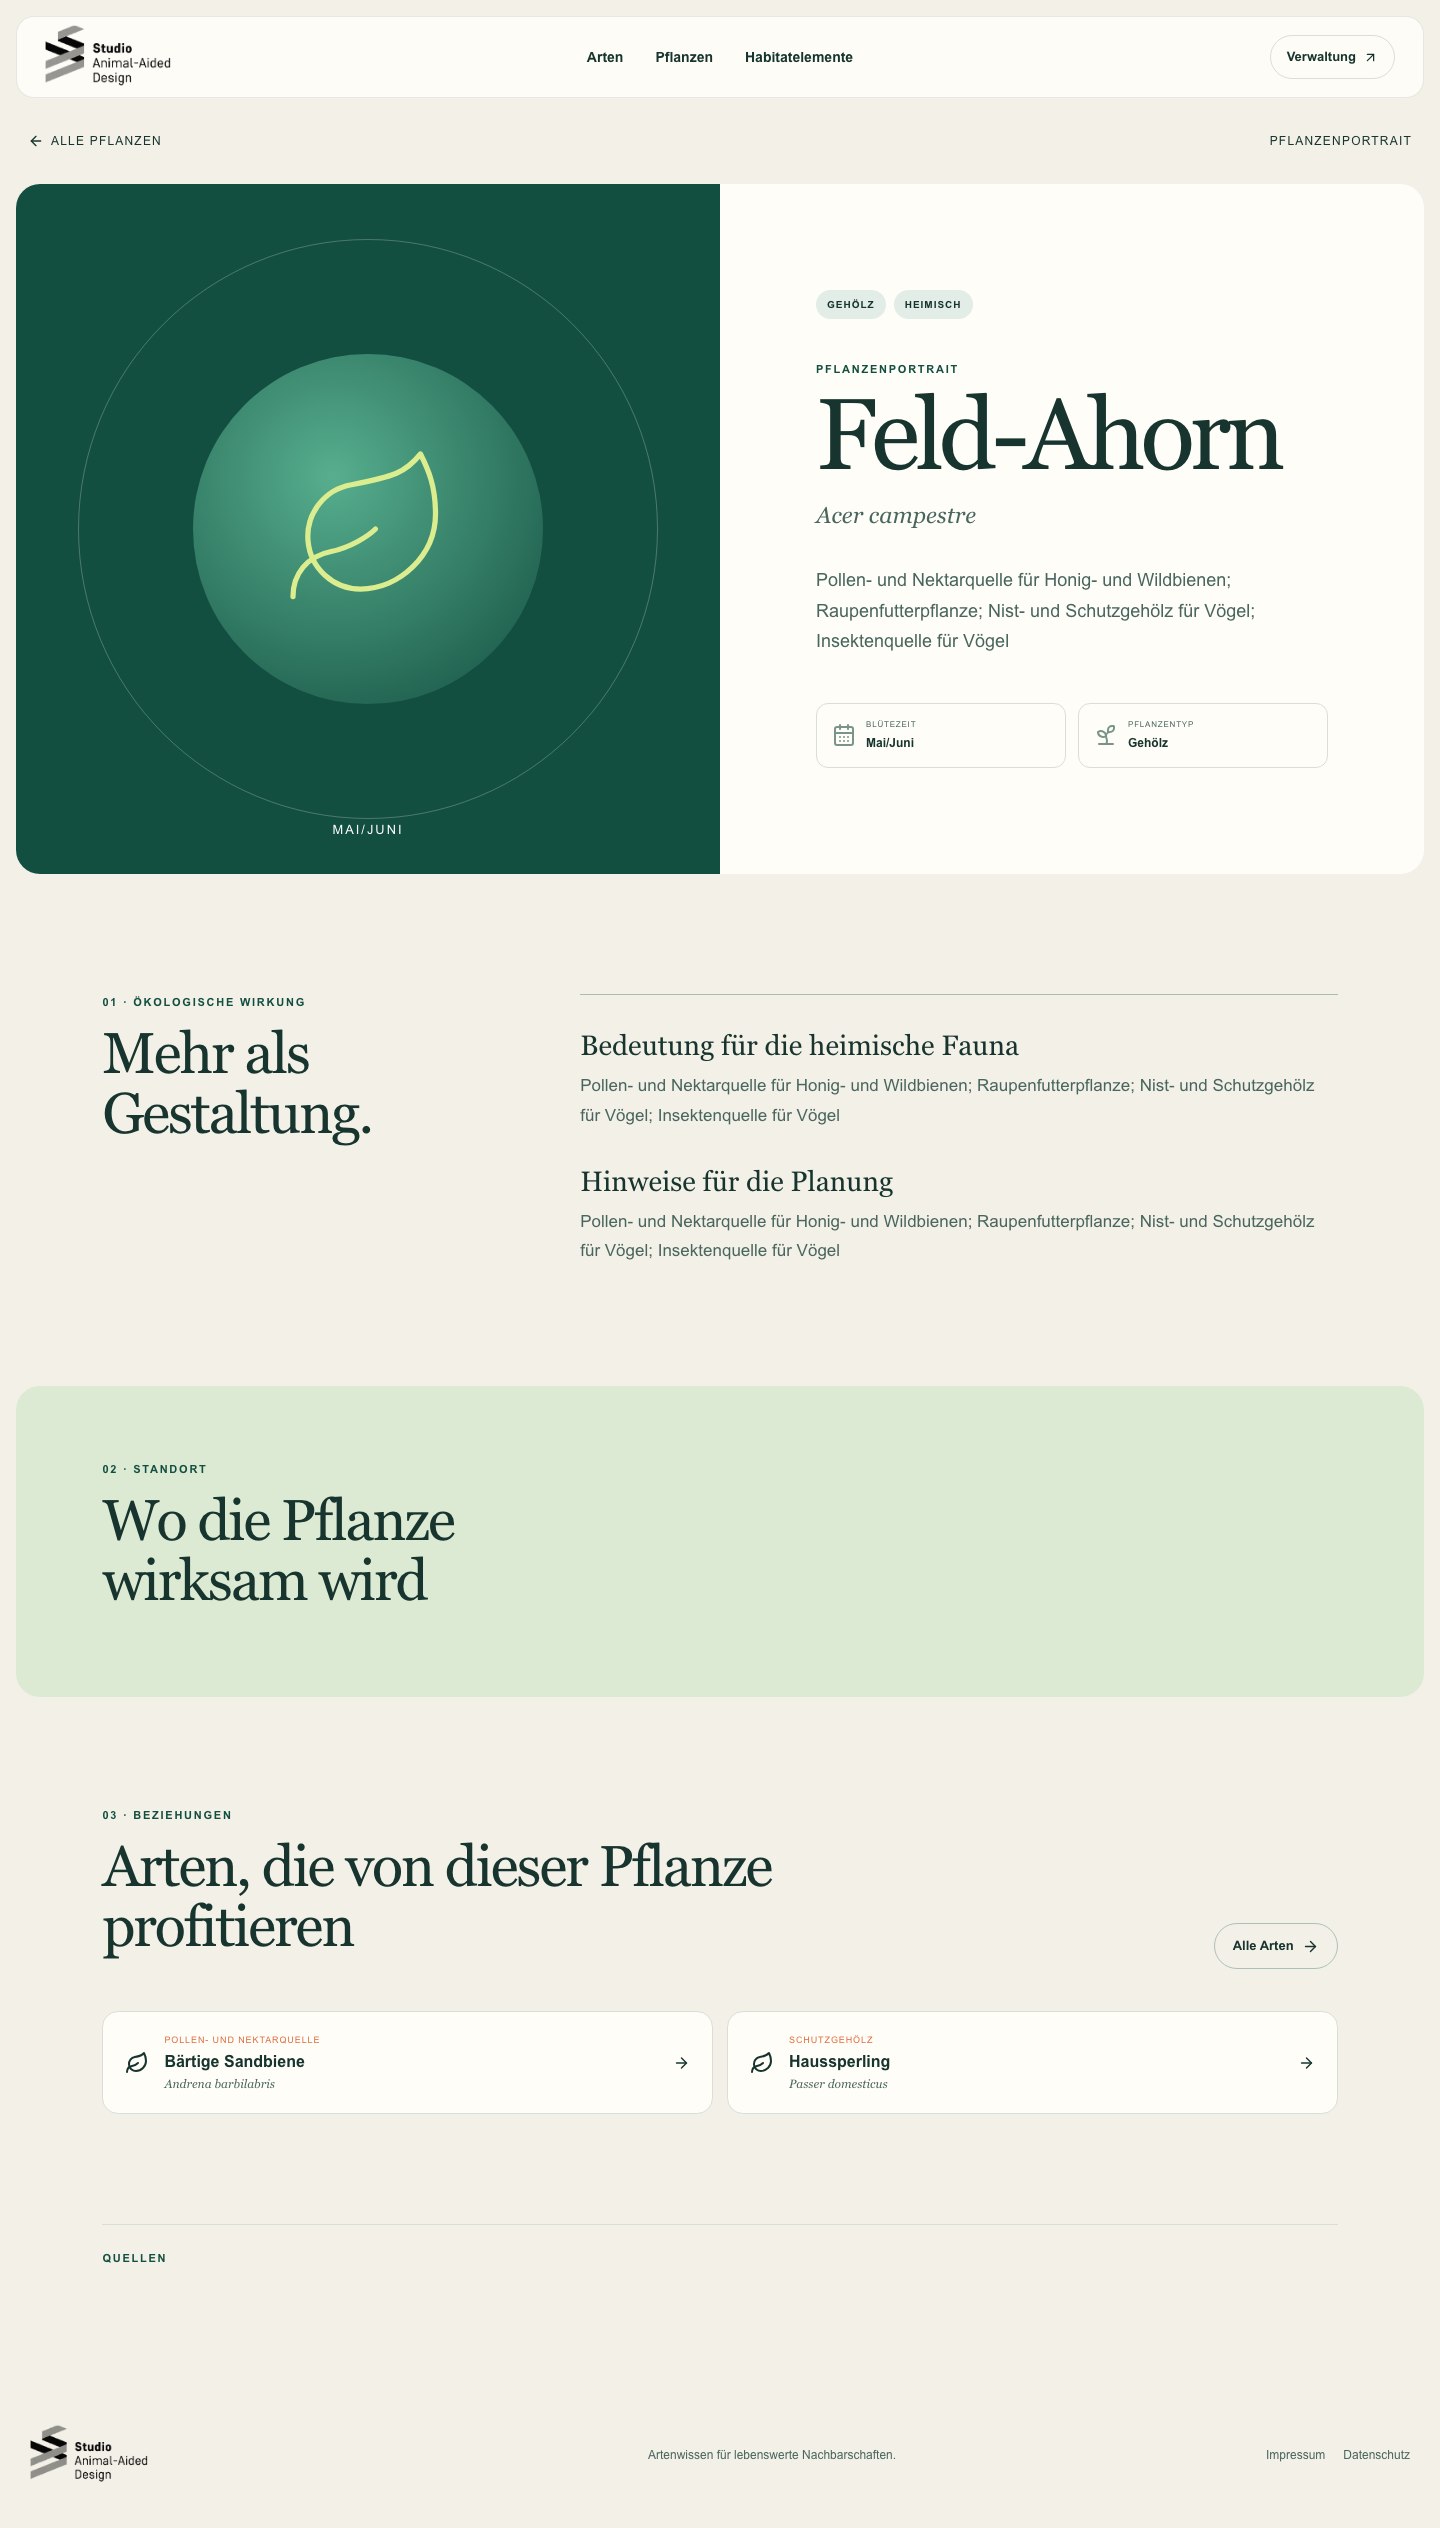 Studio
Animal-Aided
Design
Arten
Pflanzen
Habitatelemente
Verwaltung
ALLE PFLANZEN
PFLANZENPORTRAIT
MAI/JUNI
GEHÖLZ
HEIMISCH
PFLANZENPORTRAIT
Feld-Ahorn
Acer campestre
Pollen- und Nektarquelle für Honig- und Wildbienen;
Raupenfutterpflanze; Nist- und Schutzgehölz für Vögel;
Insektenquelle für Vögel
BLÜTEZEIT
Mai/Juni
PFLANZENTYP
Gehölz
01 · ÖKOLOGISCHE WIRKUNG
Mehr als
Gestaltung.
Bedeutung für die heimische Fauna
Pollen- und Nektarquelle für Honig- und Wildbienen; Raupenfutterpflanze; Nist- und Schutzgehölz
für Vögel; Insektenquelle für Vögel
Hinweise für die Planung
Pollen- und Nektarquelle für Honig- und Wildbienen; Raupenfutterpflanze; Nist- und Schutzgehölz
für Vögel; Insektenquelle für Vögel
02 · STANDORT
Wo die Pflanze
wirksam wird
03 · BEZIEHUNGEN
Arten, die von dieser Pflanze
profitieren
Alle Arten
POLLEN- UND NEKTARQUELLE
Bärtige Sandbiene
Andrena barbilabris
SCHUTZGEHÖLZ
Haussperling
Passer domesticus
QUELLEN
Studio
Animal-Aided
Design
Artenwissen für lebenswerte Nachbarschaften.
Impressum
Datenschutz